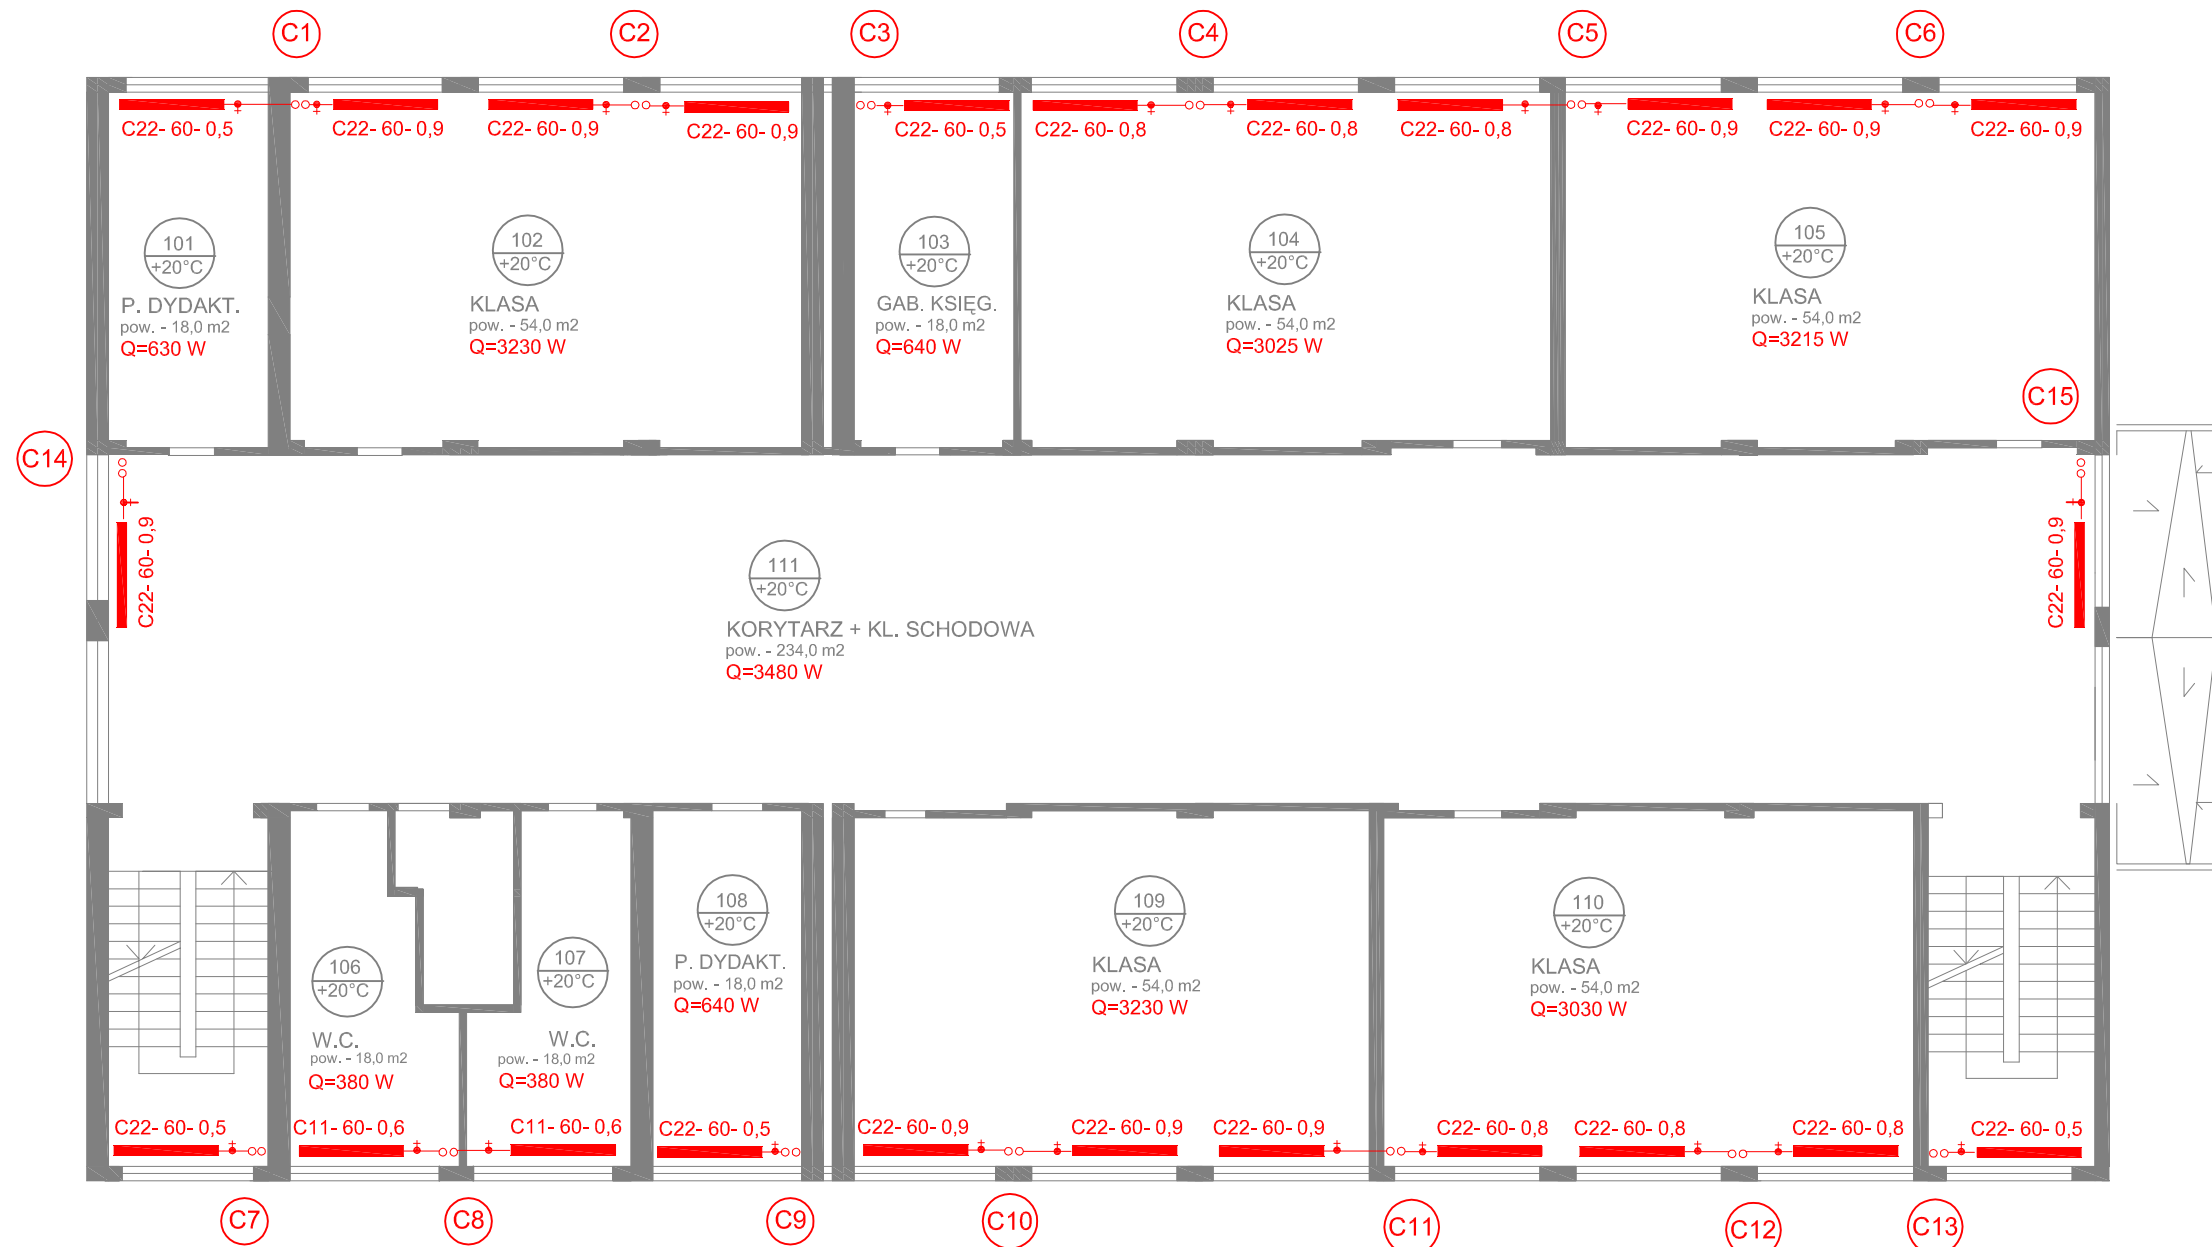 C1
C2
C3
C4
C5
C6
C22- 60- 0,5
C22- 60- 0,9
C22- 60- 0,9
C22- 60- 0,9
C22- 60- 0,5
C22- 60- 0,8
C22- 60- 0,8
C22- 60- 0,8
C22- 60- 0,9
C22- 60- 0,9
C22- 60- 0,9
101
+20°C
P. DYDAKT.
pow. - 18,0 m2
Q=630 W
102
+20°C
KLASA
pow. - 54,0 m2
Q=3230 W
103
+20°C
GAB. KSIĘG.
pow. - 18,0 m2
Q=640 W
104
+20°C
KLASA
pow. - 54,0 m2
Q=3025 W
105
+20°C
KLASA
pow. - 54,0 m2
Q=3215 W
C15
C14
C22- 60- 0,9
C22- 60- 0,9
111
+20°C
KORYTARZ + KL. SCHODOWA
pow. - 234,0 m2
Q=3480 W
106
+20°C
W.C.
pow. - 18,0 m2
Q=380 W
107
+20°C
W.C.
pow. - 18,0 m2
Q=380 W
108
+20°C
P. DYDAKT.
pow. - 18,0 m2
Q=640 W
109
+20°C
KLASA
pow. - 54,0 m2
Q=3230 W
110
+20°C
KLASA
pow. - 54,0 m2
Q=3030 W
C22- 60- 0,5
C11- 60- 0,6
C11- 60- 0,6
C22- 60- 0,5
C22- 60- 0,9
C22- 60- 0,9
C22- 60- 0,9
C22- 60- 0,8
C22- 60- 0,8
C22- 60- 0,8
C22- 60- 0,5
C7
C8
C9
C10
C11
C12
C13